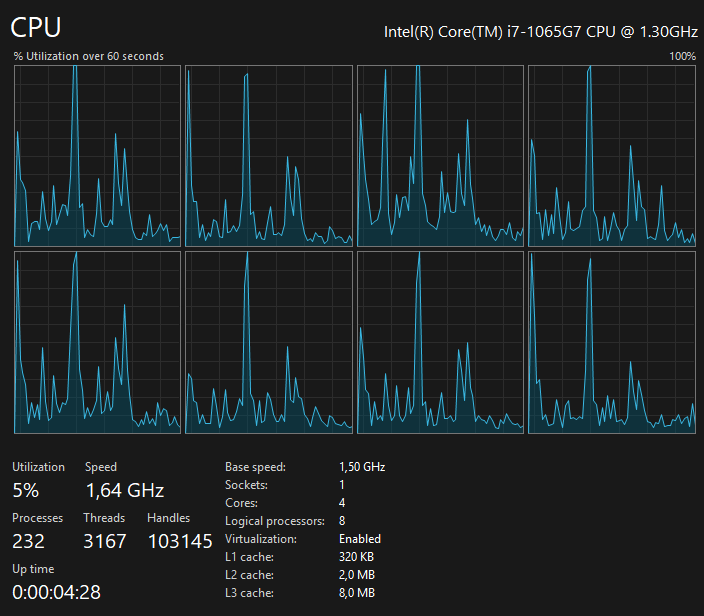 CPU
Intel(R) Core(TM) i7-1065G7 CPU @ 1.30GHz
% Utilization over 60 seconds 100%
Utilization Speed
5% 1,64 GHz
Processes Threads Handles
232 3167 103145
Up time
0:00:04:28
Base speed: 1,50 GHz
Sockets: 1
Cores: 4
Logical processors: 8
Virtualization: Enabled
L1 cache: 320 KB
L2 cache: 2,0 MB
L3 cache: 8,0 MB